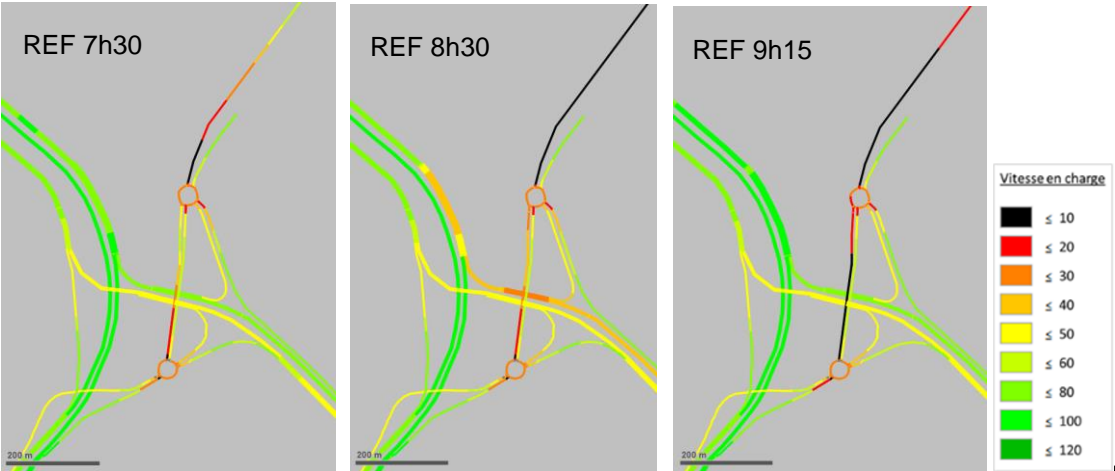 REF 7h30
REF 8h30
REF 9h15
200 m
200 m
200 m
Vitesse en charge
≤ 10
≤ 20
≤ 30
≤ 40
≤ 50
≤ 60
≤ 80
≤ 100
≤ 120